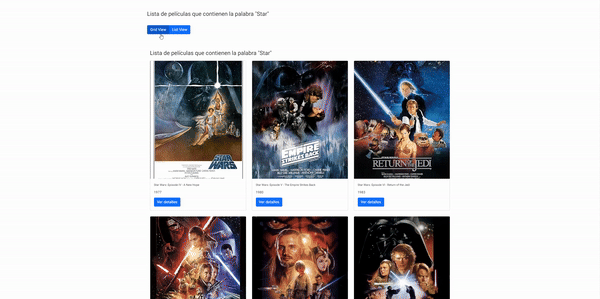 Lista de peliculas que contienen la palabra "Star"
Grid View List View
Lista de peliculas que contienen la palabra "Star"
STAR WARS
THE EMPIRE STRIKES BACK
RETURN OF THE JEDI
Star Wars: Episode IV - A New Hope
1977
Ver detalles
Star Wars: Episode V - The Empire Strikes Back
1980
Ver detalles
Star Wars: Episode VI - Return of the Jedi
1983
Ver detalles